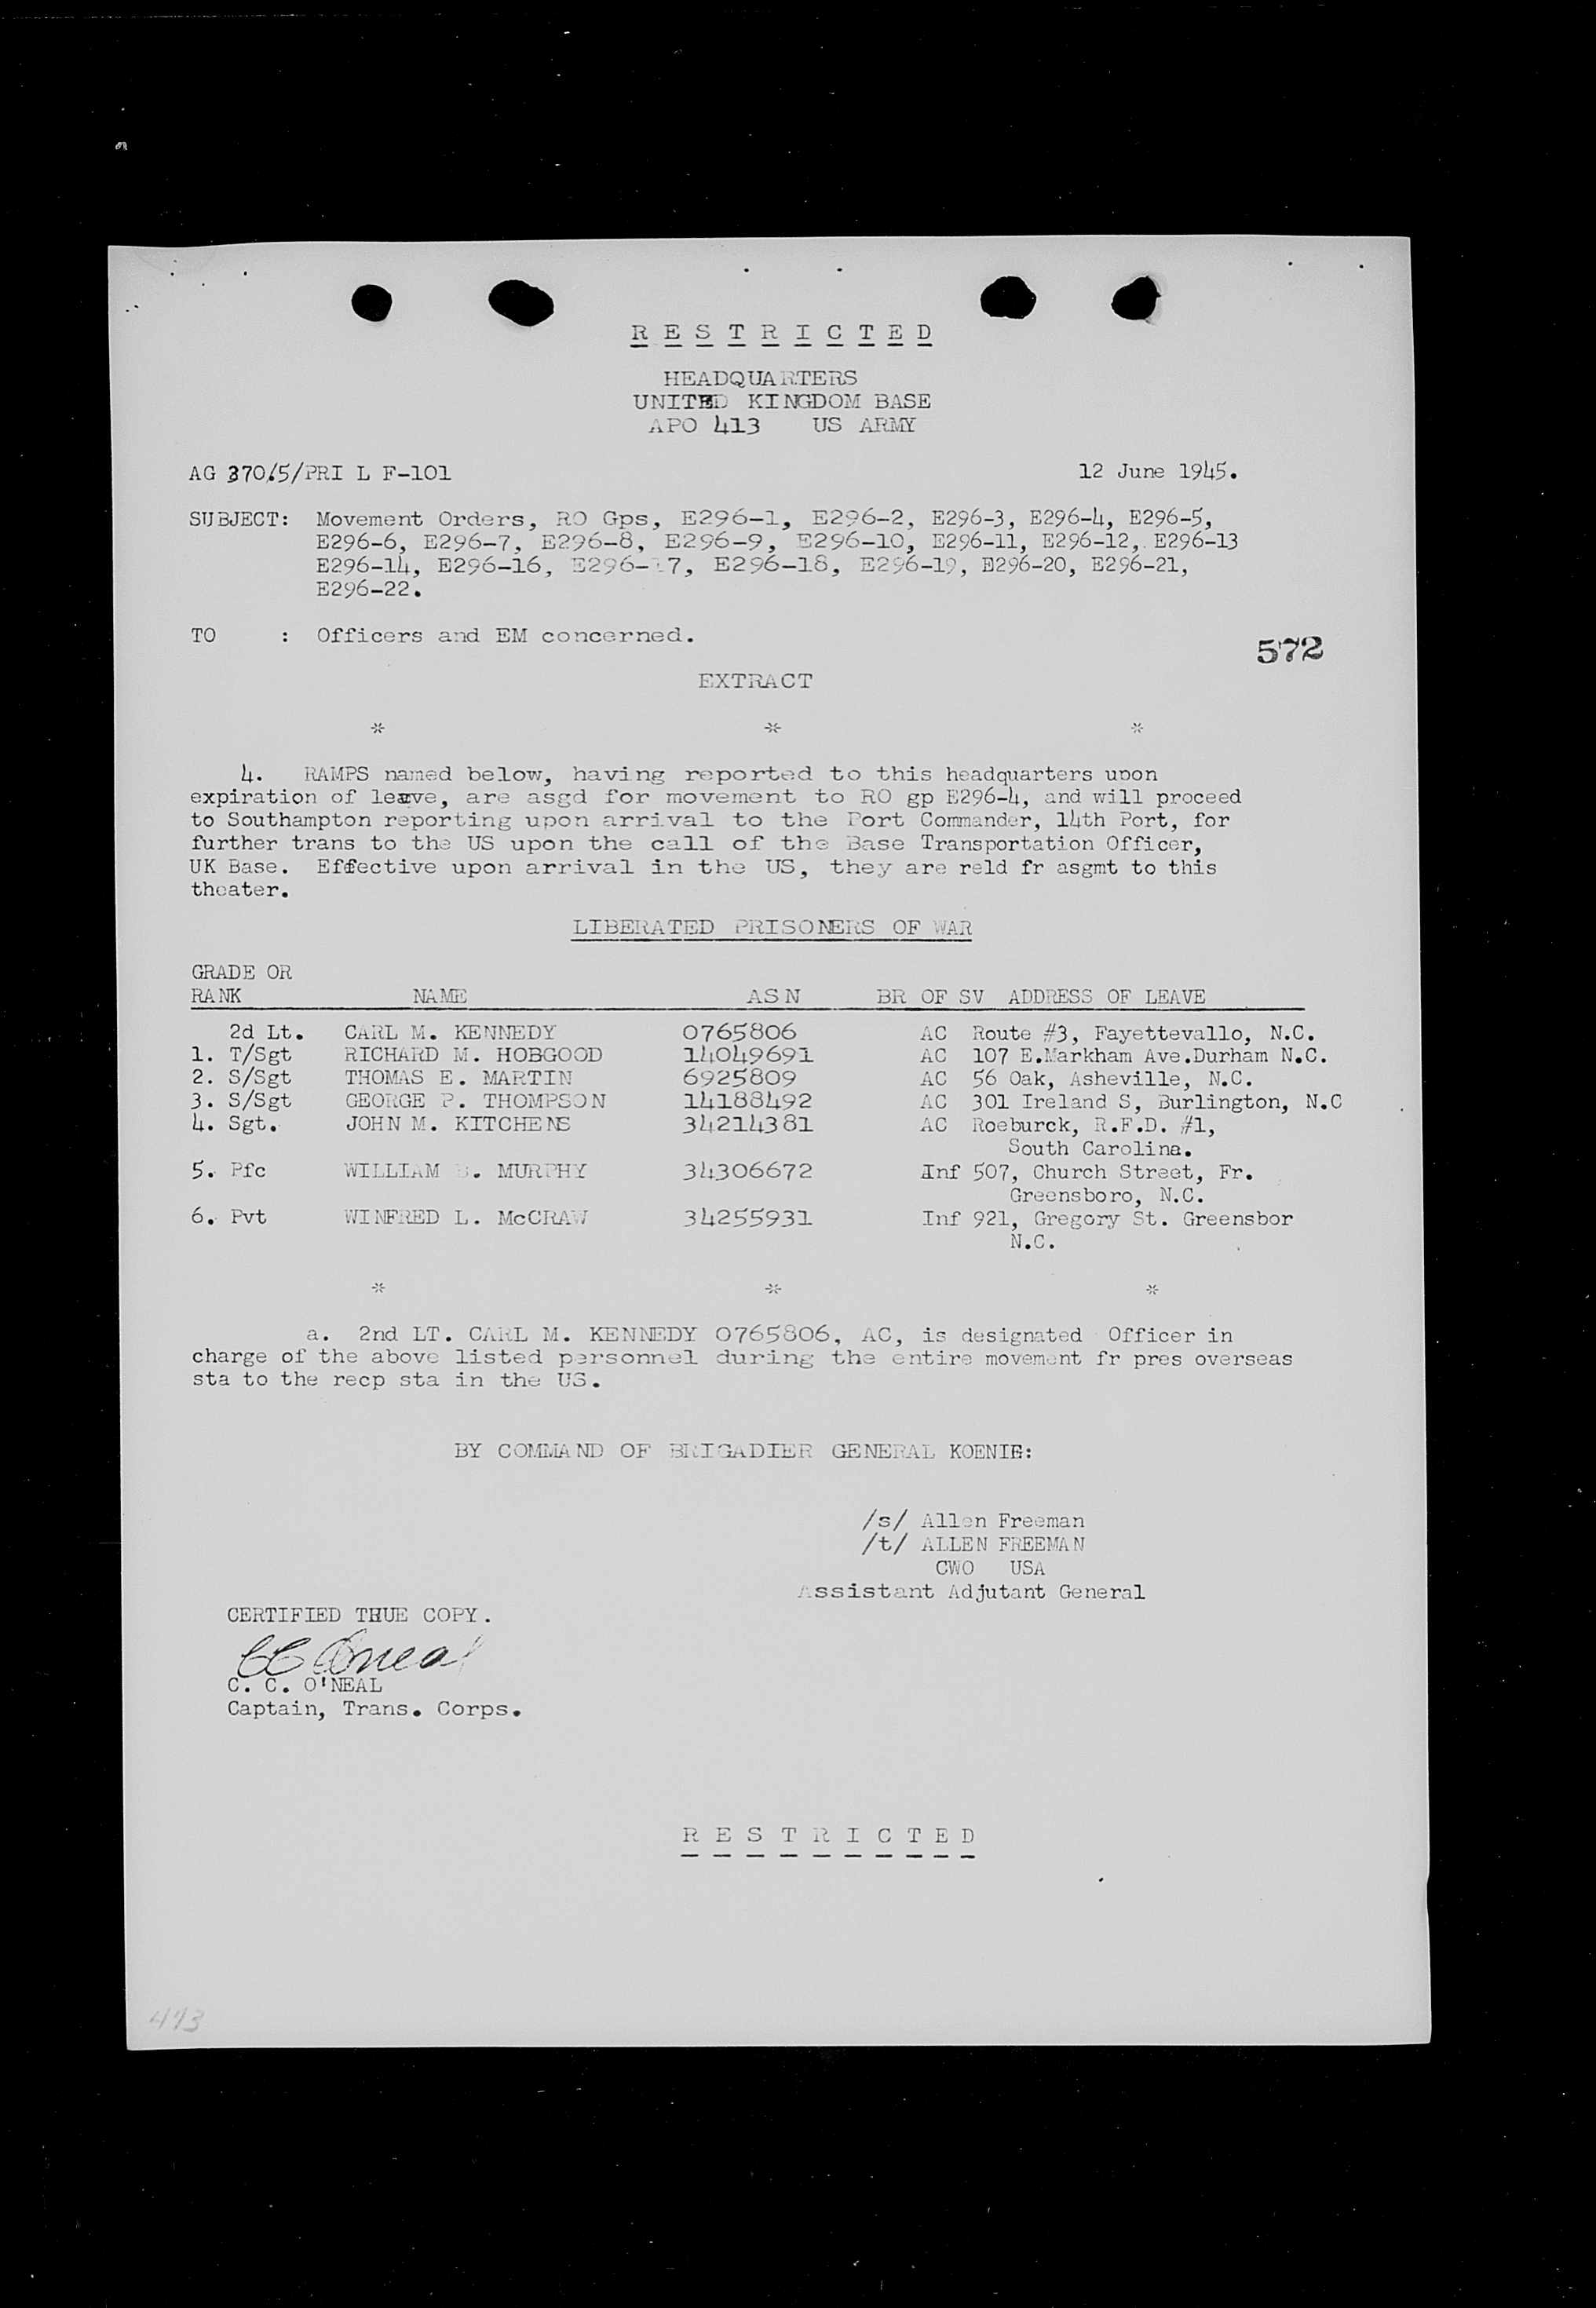 R E S T R I C T E D
HEADQUARTERS
UNITED KINGDOM BASE
APO 413 US ARMY
AG 370.5/PRI L F-101 12 June 1945.
SUBJECT: Movement Orders, RO Gps, E296-1, E296-2, E296-3, E296-4, E296-5,
E296-6, E296-7, E296-8, E296-9, E296-10, E296-11, E296-12, E296-13
E296-14, E296-16, E296-17, E296-18, E296-19, E296-20, E296-21,
E296-22.
TO : Officers and EM concerned.
572
EXTRACT
* * *
4. RAMPS named below, having reported to this headquarters upon
expiration of leave, are asgd for movement to RO gp E296-4, and will proceed
to Southampton reporting upon arrival to the Port Commander, 14th Port, for
further trans to the US upon the call of the Base Transportation Officer,
UK Base. Effective upon arrival in the US, they are reld fr asgmt to this
theater.
LIBERATED PRISONERS OF WAR
GRADE OR
RANK NAME ASN BR OF SV ADDRESS OF LEAVE
2d Lt. CARL M. KENNEDY 0765806 AC Route #3, Fayettevallo, N.C.
1. T/Sgt RICHARD M. HOBGOOD 14049691 AC 107 E.Markham Ave.Durham N.C.
2. S/Sgt THOMAS E. MARTIN 6925809 AC 56 Oak, Asheville, N.C.
3. S/Sgt GEORGE P. THOMPSON 14188492 AC 301 Ireland S, Burlington, N.C
4. Sgt. JOHN M. KITCHENS 34214381 AC Roeburck, R.F.D. #1,
South Carolina.
5. Pfc WILLIAM MURPHY 34306672 Inf 507, Church Street, Fr.
Greensboro, N.C.
6. Pvt WINFRED L. McCRAW 34255931 Inf 921, Gregory St. Greensbor
N.C.
* * *
a. 2nd LT. CARL M. KENNEDY 0765806, AC, is designated Officer in
charge of the above listed personnel during the entire movement fr pres overseas
sta to the recp sta in the US.
BY COMMAND OF BRIGADIER GENERAL KOENIG:
/s/ Allen Freeman
/t/ ALLEN FREEMAN
CWO USA
Assistant Adjutant General
CERTIFIED TRUE COPY.
CC O'Neal
C. C. O'NEAL
Captain, Trans. Corps.
R E S T R I C T E D